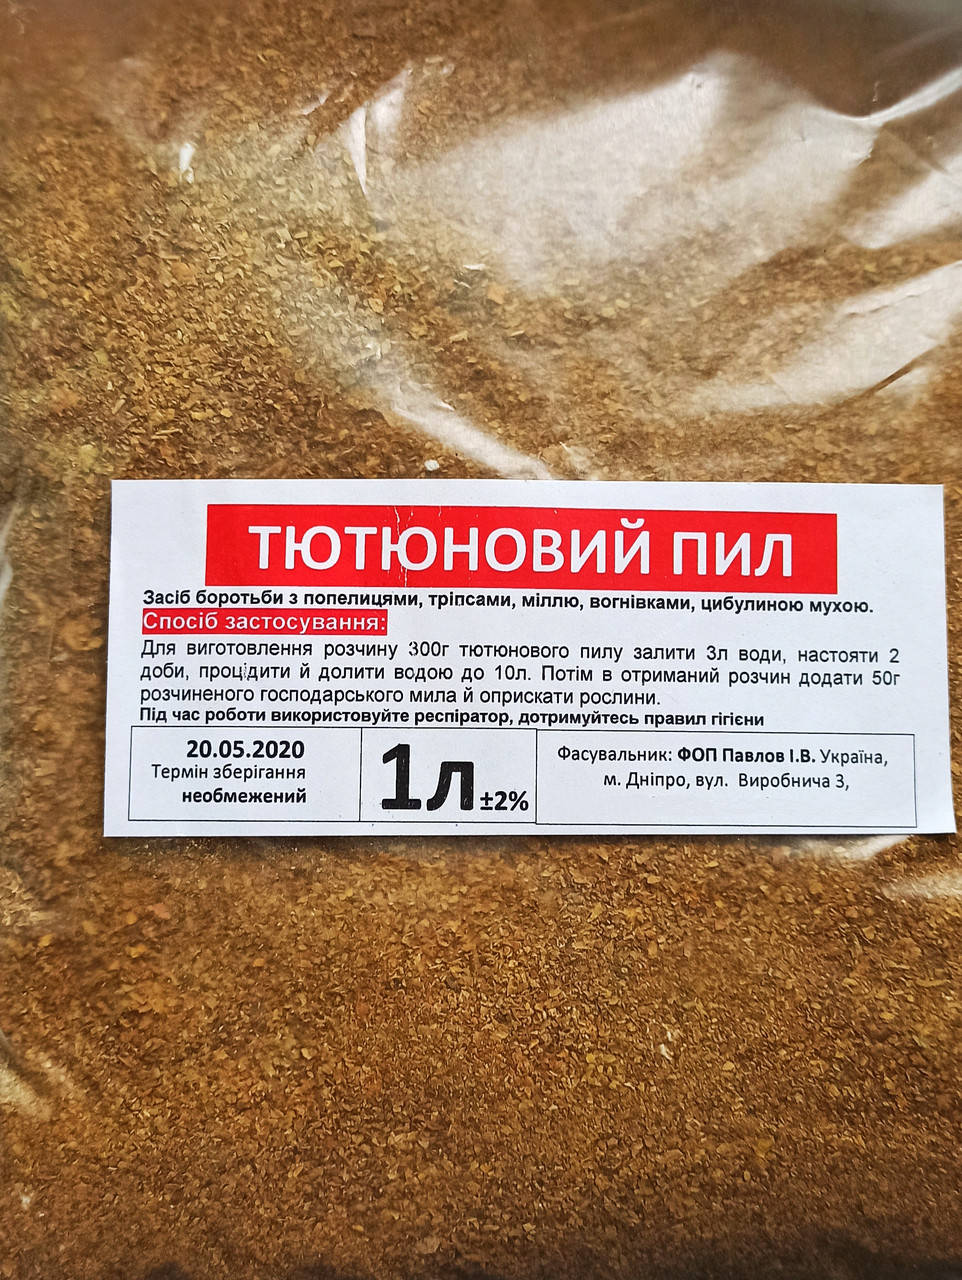 ТЮТЮНОВИЙ ПИЛ
Засіб боротьби з попелицями, тріпсами, міллю, вогнівками, цибулиною мухою.
Спосіб застосування:
Для виготовлення розчину 300г тютюнового пилу залити 3л води, настояти 2
доби, процідити й долити водою до 10л. Потім в отриманий розчин додати 50г
розчиненого господарського мила й оприскати рослини.
Під час роботи використовуйте респіратор, дотримуйтесь правил гігієни
20.05.2020
Термін зберігання
необмежений
1л ±2%
Фасувальник: ФОП Павлов І.В. Україна,
м. Дніпро, вул. Виробнича 3,